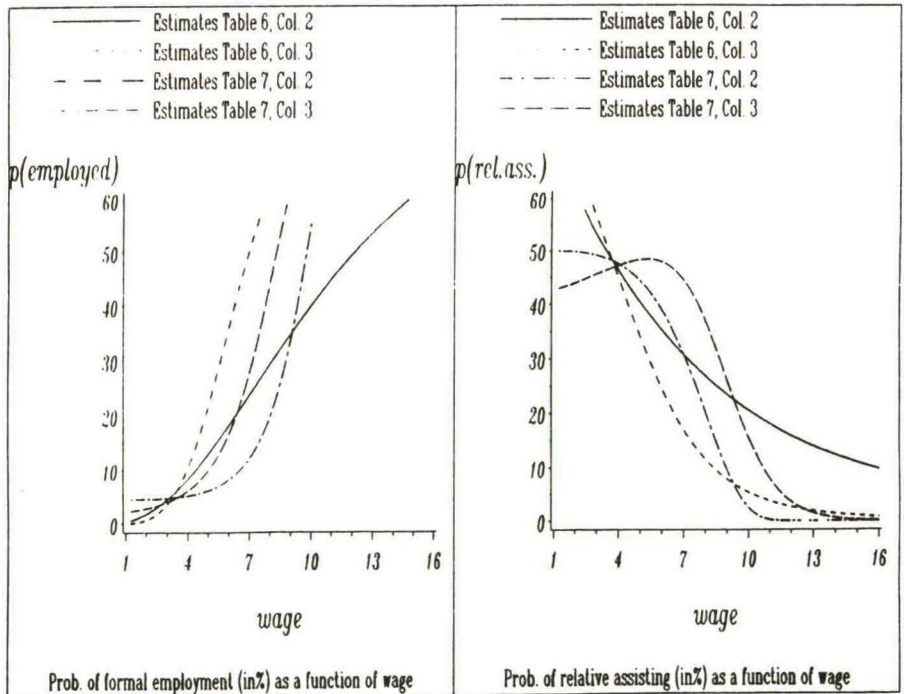 Estimates Table 6, Col. 2
Estimates Table 6, Col. 3
Estimates Table 7, Col. 2
Estimates Table 7, Col. 3
p(employed)
60
50
40
30
20
10
0
1 4 7 10 13 16
wage
Prob. of formal employment (in%) as a function of wage
Estimates Table 6, Col. 2
Estimates Table 6, Col. 3
Estimates Table 7, Col. 2
Estimates Table 7, Col. 3
p(rel.ass.)
60
50
40
30
20
10
0
1 4 7 10 13 16
wage
Prob. of relative assisting (in%) as a function of wage